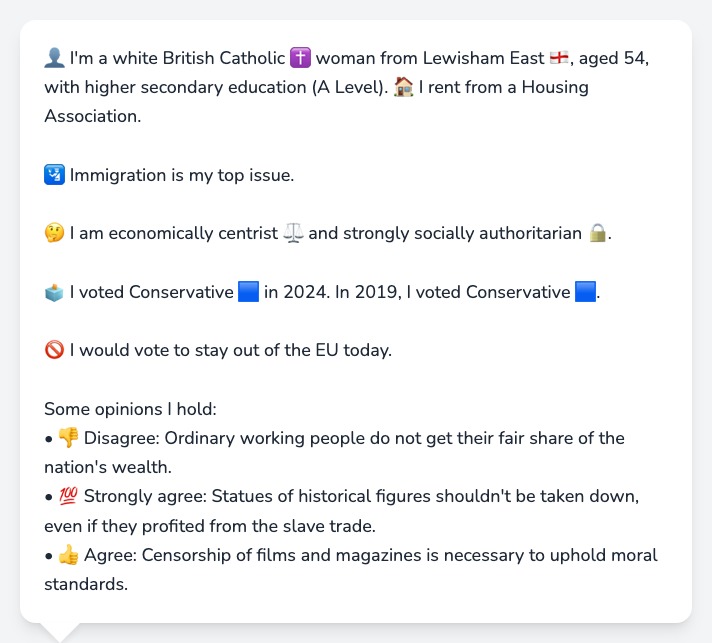 👤 I'm a white British Catholic ✝️ woman from Lewisham East 🏴󠁧󠁢󠁥󠁮󠁧󠁿, aged 54,
with higher secondary education (A Level). 🏠 I rent from a Housing
Association.
🛂 Immigration is my top issue.
🤔 I am economically centrist ⚖️ and strongly socially authoritarian 🔒.
🗳️ I voted Conservative 🟦 in 2024. In 2019, I voted Conservative 🟦.
🚫 I would vote to stay out of the EU today.
Some opinions I hold:
• 👎 Disagree: Ordinary working people do not get their fair share of the
nation's wealth.
• 💯 Strongly agree: Statues of historical figures shouldn't be taken down,
even if they profited from the slave trade.
• 👍 Agree: Censorship of films and magazines is necessary to uphold moral
standards.